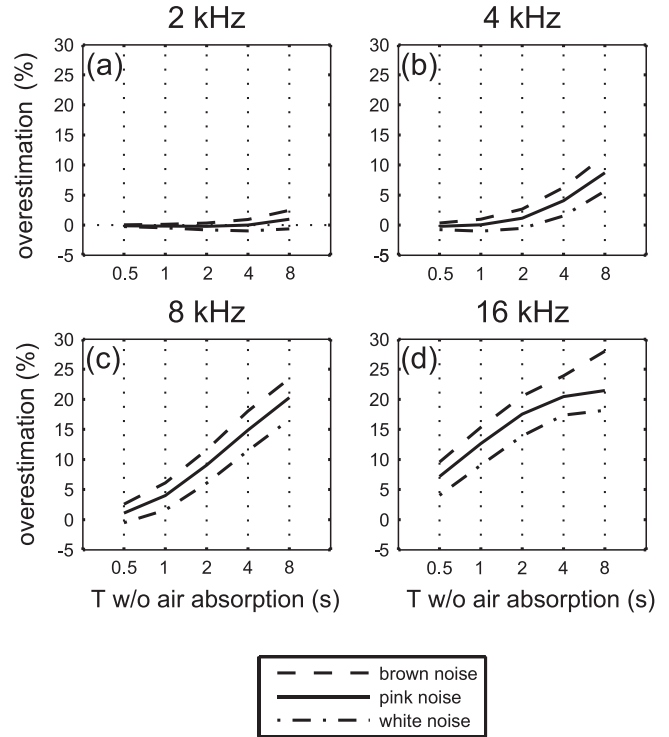 2 kHz
4 kHz
overestimation (%)
30
25
20
15
10
5
0
-5
(a)
0.5 1 2 4 8
30
25
20
15
10
5
0
-5
(b)
0.5 1 2 4 8
8 kHz
16 kHz
overestimation (%)
30
25
20
15
10
5
0
-5
(c)
0.5 1 2 4 8
T w/o air absorption (s)
30
25
20
15
10
5
0
-5
(d)
0.5 1 2 4 8
T w/o air absorption (s)
brown noise
pink noise
white noise